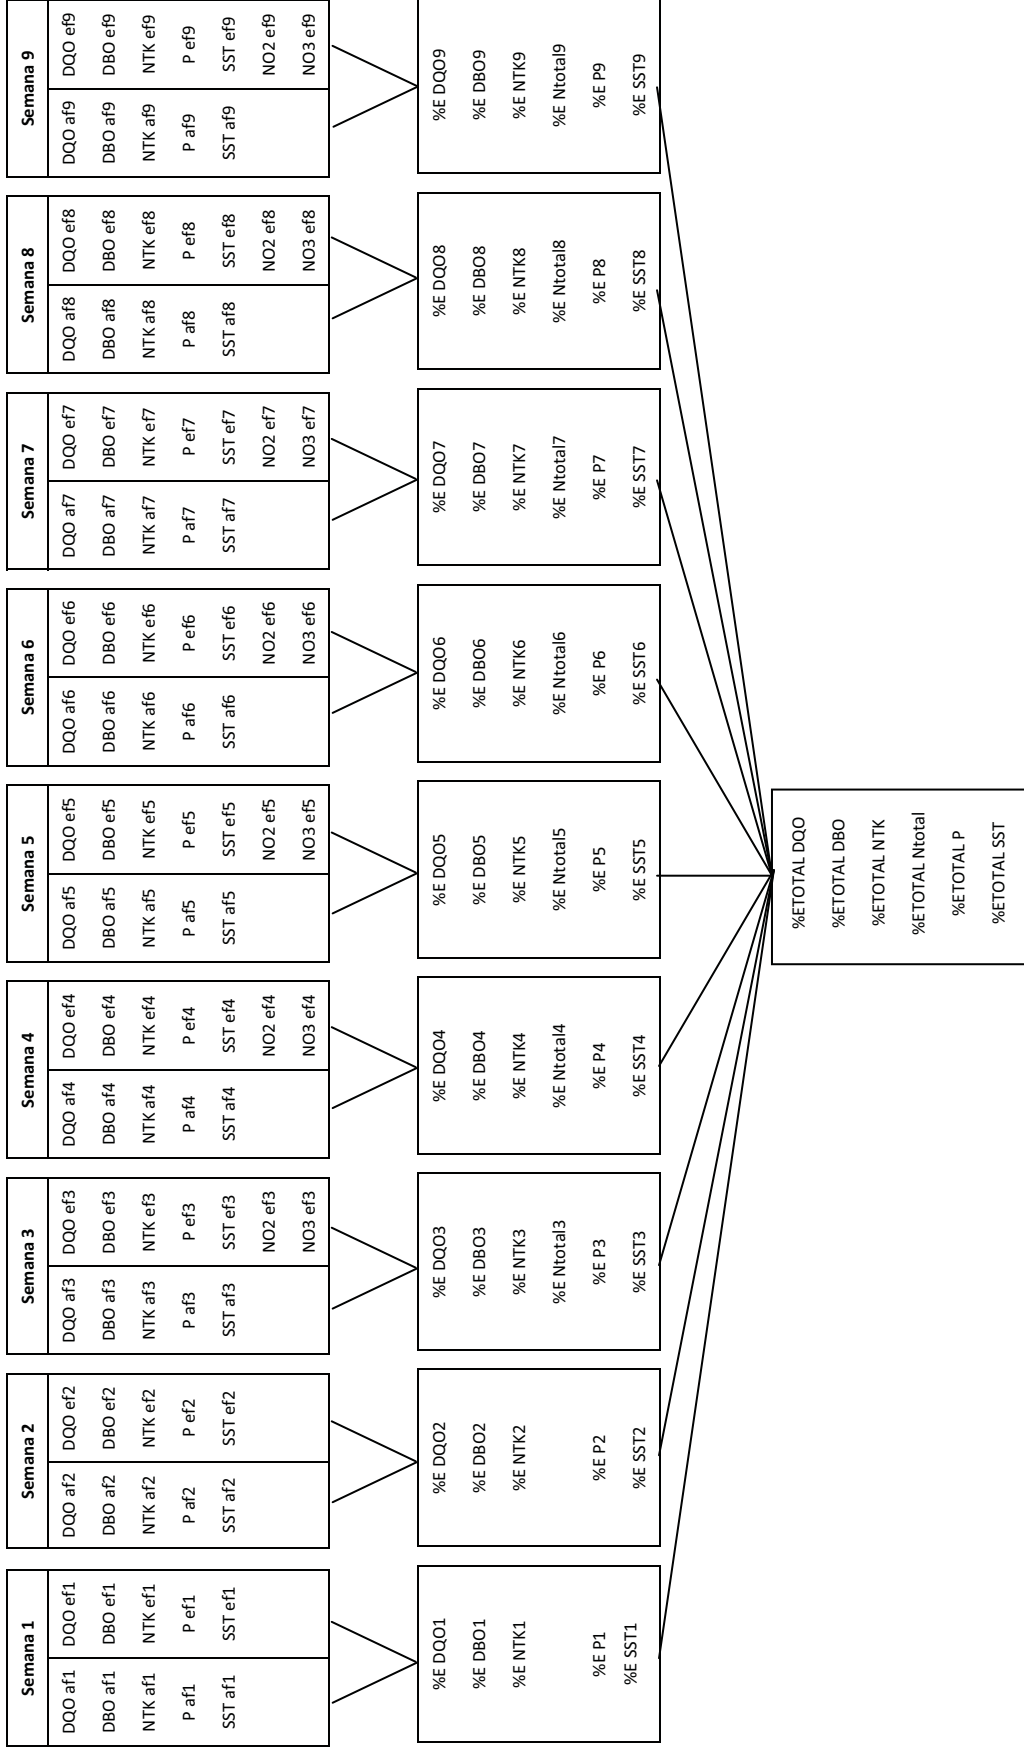 Semana 1
DQO af1 DQO ef1
DBO af1 DBO ef1
NTK af1 NTK ef1
P af1 P ef1
SST af1 SST ef1
Semana 2
DQO af2 DQO ef2
DBO af2 DBO ef2
NTK af2 NTK ef2
P af2 P ef2
SST af2 SST ef2
Semana 3
DQO af3 DQO ef3
DBO af3 DBO ef3
NTK af3 NTK ef3
P af3 P ef3
SST af3 SST ef3
NO2 ef3
NO3 ef3
Semana 4
DQO af4 DQO ef4
DBO af4 DBO ef4
NTK af4 NTK ef4
P af4 P ef4
SST af4 SST ef4
NO2 ef4
NO3 ef4
Semana 5
DQO af5 DQO ef5
DBO af5 DBO ef5
NTK af5 NTK ef5
P af5 P ef5
SST af5 SST ef5
NO2 ef5
NO3 ef5
Semana 6
DQO af6 DQO ef6
DBO af6 DBO ef6
NTK af6 NTK ef6
P af6 P ef6
SST af6 SST ef6
NO2 ef6
NO3 ef6
Semana 7
DQO af7 DQO ef7
DBO af7 DBO ef7
NTK af7 NTK ef7
P af7 P ef7
SST af7 SST ef7
NO2 ef7
NO3 ef7
Semana 8
DQO af8 DQO ef8
DBO af8 DBO ef8
NTK af8 NTK ef8
P af8 P ef8
SST af8 SST ef8
NO2 ef8
NO3 ef8
Semana 9
DQO af9 DQO ef9
DBO af9 DBO ef9
NTK af9 NTK ef9
P af9 P ef9
SST af9 SST ef9
NO2 ef9
NO3 ef9
%E DQO1
%E DBO1
%E NTK1
%E P1
%E SST1
%E DQO2
%E DBO2
%E NTK2
%E P2
%E SST2
%E DQO3
%E DBO3
%E NTK3
%E Ntotal3
%E P3
%E SST3
%E DQO4
%E DBO4
%E NTK4
%E Ntotal4
%E P4
%E SST4
%E DQO5
%E DBO5
%E NTK5
%E Ntotal5
%E P5
%E SST5
%E DQO6
%E DBO6
%E NTK6
%E Ntotal6
%E P6
%E SST6
%E DQO7
%E DBO7
%E NTK7
%E Ntotal7
%E P7
%E SST7
%E DQO8
%E DBO8
%E NTK8
%E Ntotal8
%E P8
%E SST8
%E DQO9
%E DBO9
%E NTK9
%E Ntotal9
%E P9
%E SST9
%ETOTAL DQO
%ETOTAL DBO
%ETOTAL NTK
%ETOTAL Ntotal
%ETOTAL P
%ETOTAL SST